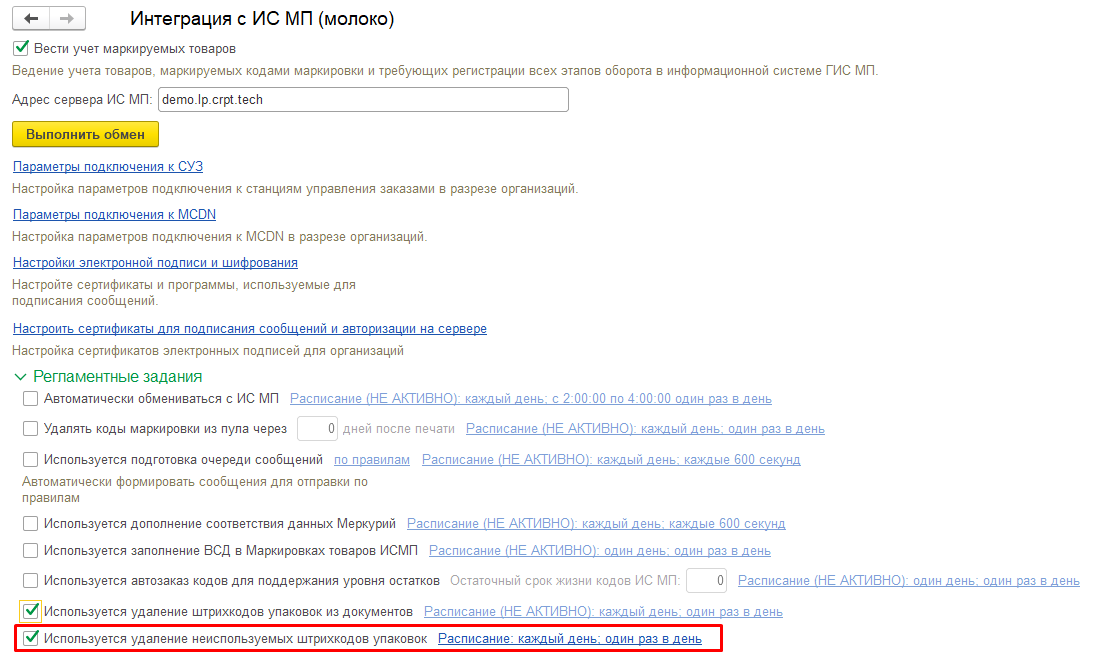 Интеграция с ИС МП (молоко)
Вести учет маркируемых товаров
Ведение учета товаров, маркируемых кодами маркировки и требующих регистрации всех этапов оборота в информационной системе ГИС МП.
Адрес сервера ИС МП: demo.lp.crpt.tech
Выполнить обмен
Параметры подключения к СУЗ
Настройка параметров подключения к станциям управления заказами в разрезе организаций.
Параметры подключения к MCDN
Настройка параметров подключения к MCDN в разрезе организаций.
Настройки электронной подписи и шифрования
Настройте сертификаты и программы, используемые для
подписания сообщений.
Настроить сертификаты для подписания сообщений и авторизации на сервере
Настройка сертификатов электронных подписей для организаций
Регламентные задания
Автоматически обмениваться с ИС МП Расписание (НЕ АКТИВНО): каждый день; с 2:00:00 по 4:00:00 один раз в день
Удалять коды маркировки из пула через 0 дней после печати Расписание (НЕ АКТИВНО): каждый день; один раз в день
Используется подготовка очереди сообщений по правилам Расписание (НЕ АКТИВНО): каждый день; каждые 600 секунд
Автоматически формировать сообщения для отправки по
правилам
Используется дополнение соответствия данных Меркурий Расписание (НЕ АКТИВНО): каждый день; каждые 600 секунд
Используется заполнение ВСД в Маркировках товаров ИСМП Расписание (НЕ АКТИВНО): один день; один раз в день
Используется автозаказ кодов для поддержания уровня остатков Остаточный срок жизни кодов ИС МП: 0 Расписание (НЕ АКТИВНО): один день; один раз в день
Используется удаление штрихкодов упаковок из документов Расписание (НЕ АКТИВНО): каждый день; один раз в день
Используется удаление неиспользуемых штрихкодов упаковок Расписание: каждый день; один раз в день